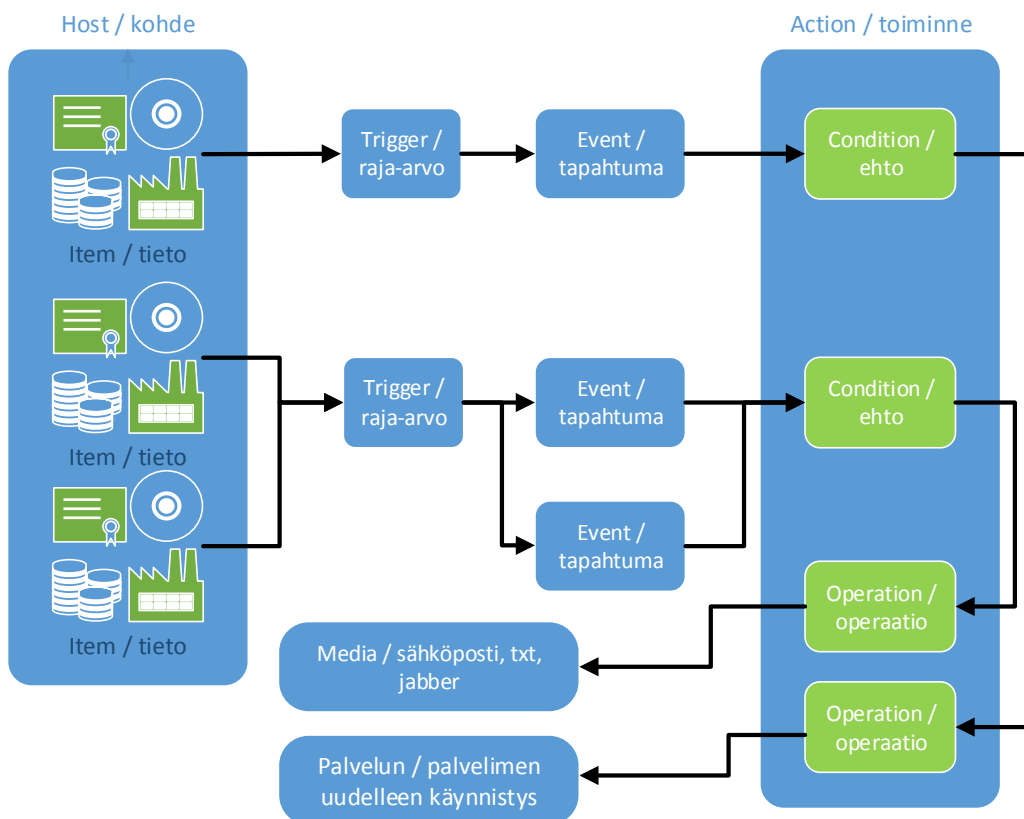 Host / kohde
Action / toiminne
Item / tieto
Trigger /
raja-arvo
Event /
tapahtuma
Condition /
ehto
Item / tieto
Trigger /
raja-arvo
Event /
tapahtuma
Condition /
ehto
Item / tieto
Event /
tapahtuma
Operation /
operaatio
Media / sähköposti, txt,
jabber
Operation /
operaatio
Palvelun / palvelimen
uudelleen käynnistys